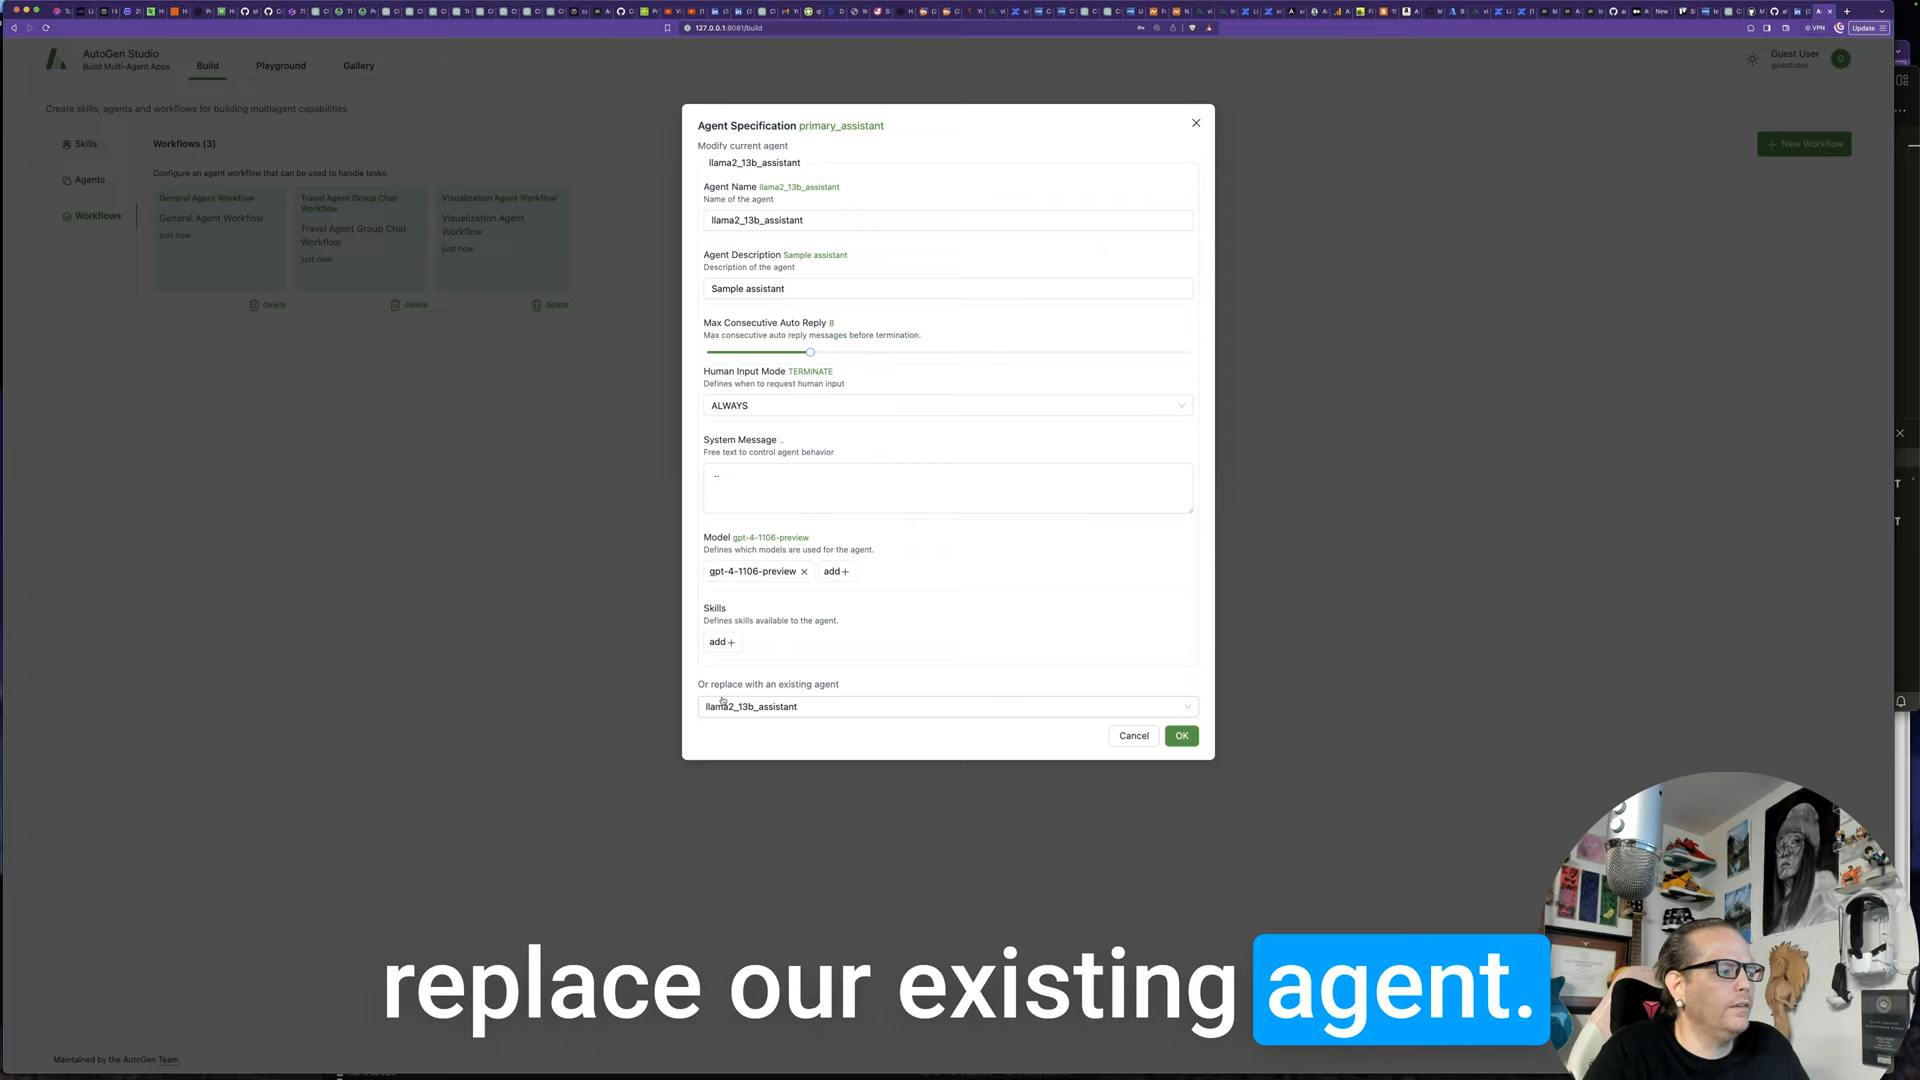 127.0.0.1:8081/build
VPN
Update
AutoGen Studio
Build Multi-Agent Apps
Build
Playground
Gallery
Guest User
guestuser
G
Create skills, agents and workflows for building multiagent capabilities
Skills
Agents
Workflows
Workflows (3)
New Workflow
Configure an agent workflow that can be used to handle tasks.
General Agent Workflow
General Agent Workflow
just now
delete
Travel Agent Group Chat
Workflow
Travel Agent Group Chat
Workflow
just now
delete
Visualization Agent Workflow
Visualization Agent
Workflow
just now
delete
Agent Specification primary_assistant
Modify current agent
llama2_13b_assistant
Agent Name llama2_13b_assistant
Name of the agent
llama2_13b_assistant
Agent Description Sample assistant
Description of the agent
Sample assistant
Max Consecutive Auto Reply 8
Max consecutive auto reply messages before termination.
Human Input Mode TERMINATE
Defines when to request human input
ALWAYS
System Message ..
Free text to control agent behavior
..
Model gpt-4-1106-preview
Defines which models are used for the agent.
gpt-4-1106-preview
add
Skills
Defines skills available to the agent.
add
Or replace with an existing agent
llama2_13b_assistant
Cancel
OK
replace our existing agent.
Maintained by the AutoGen Team.